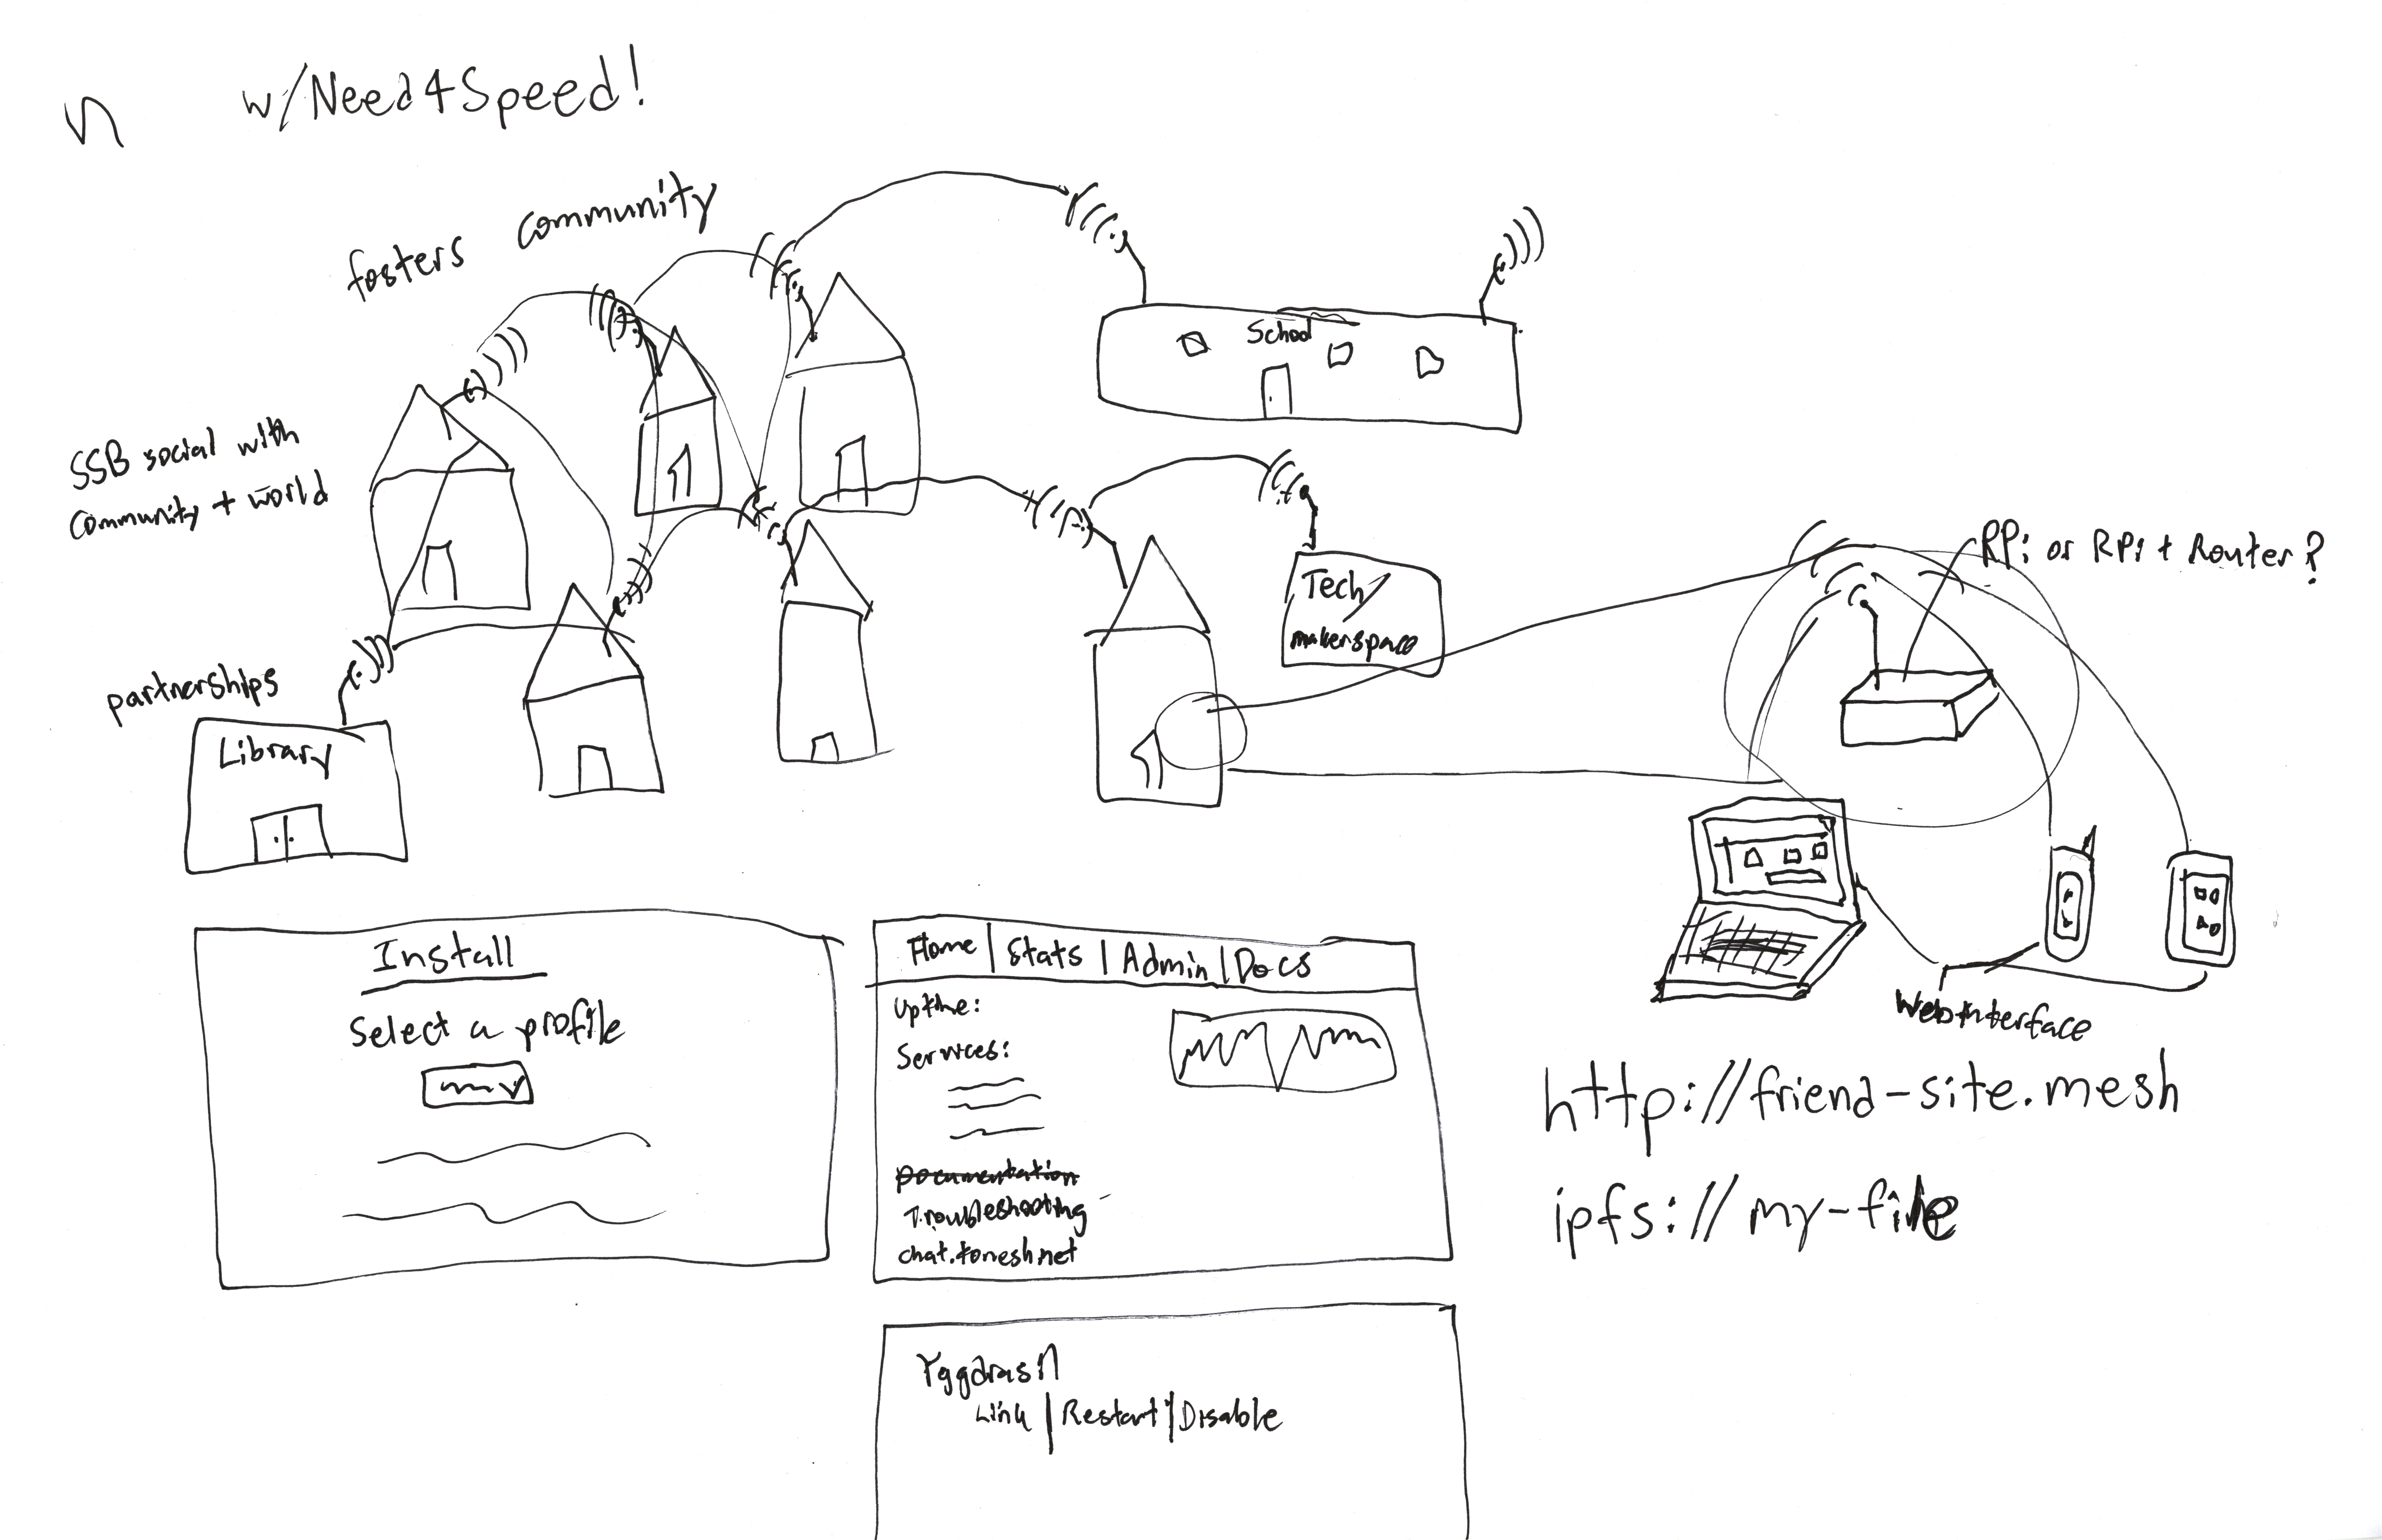 w/Need4Speed!
fosters community
School
SSB social with
community + world
RPi or RPi + Router?
Tech/
makerspace
partnerships
Library
Install
Select a profile
Home | Stats | Admin | Docs
Uptime:
Services:
Documentation
Troubleshooting
chat.tomesh.net
Web interface
http://friend-site.mesh
ipfs://my-file
Yggdrasil
Link | Restart | Disable